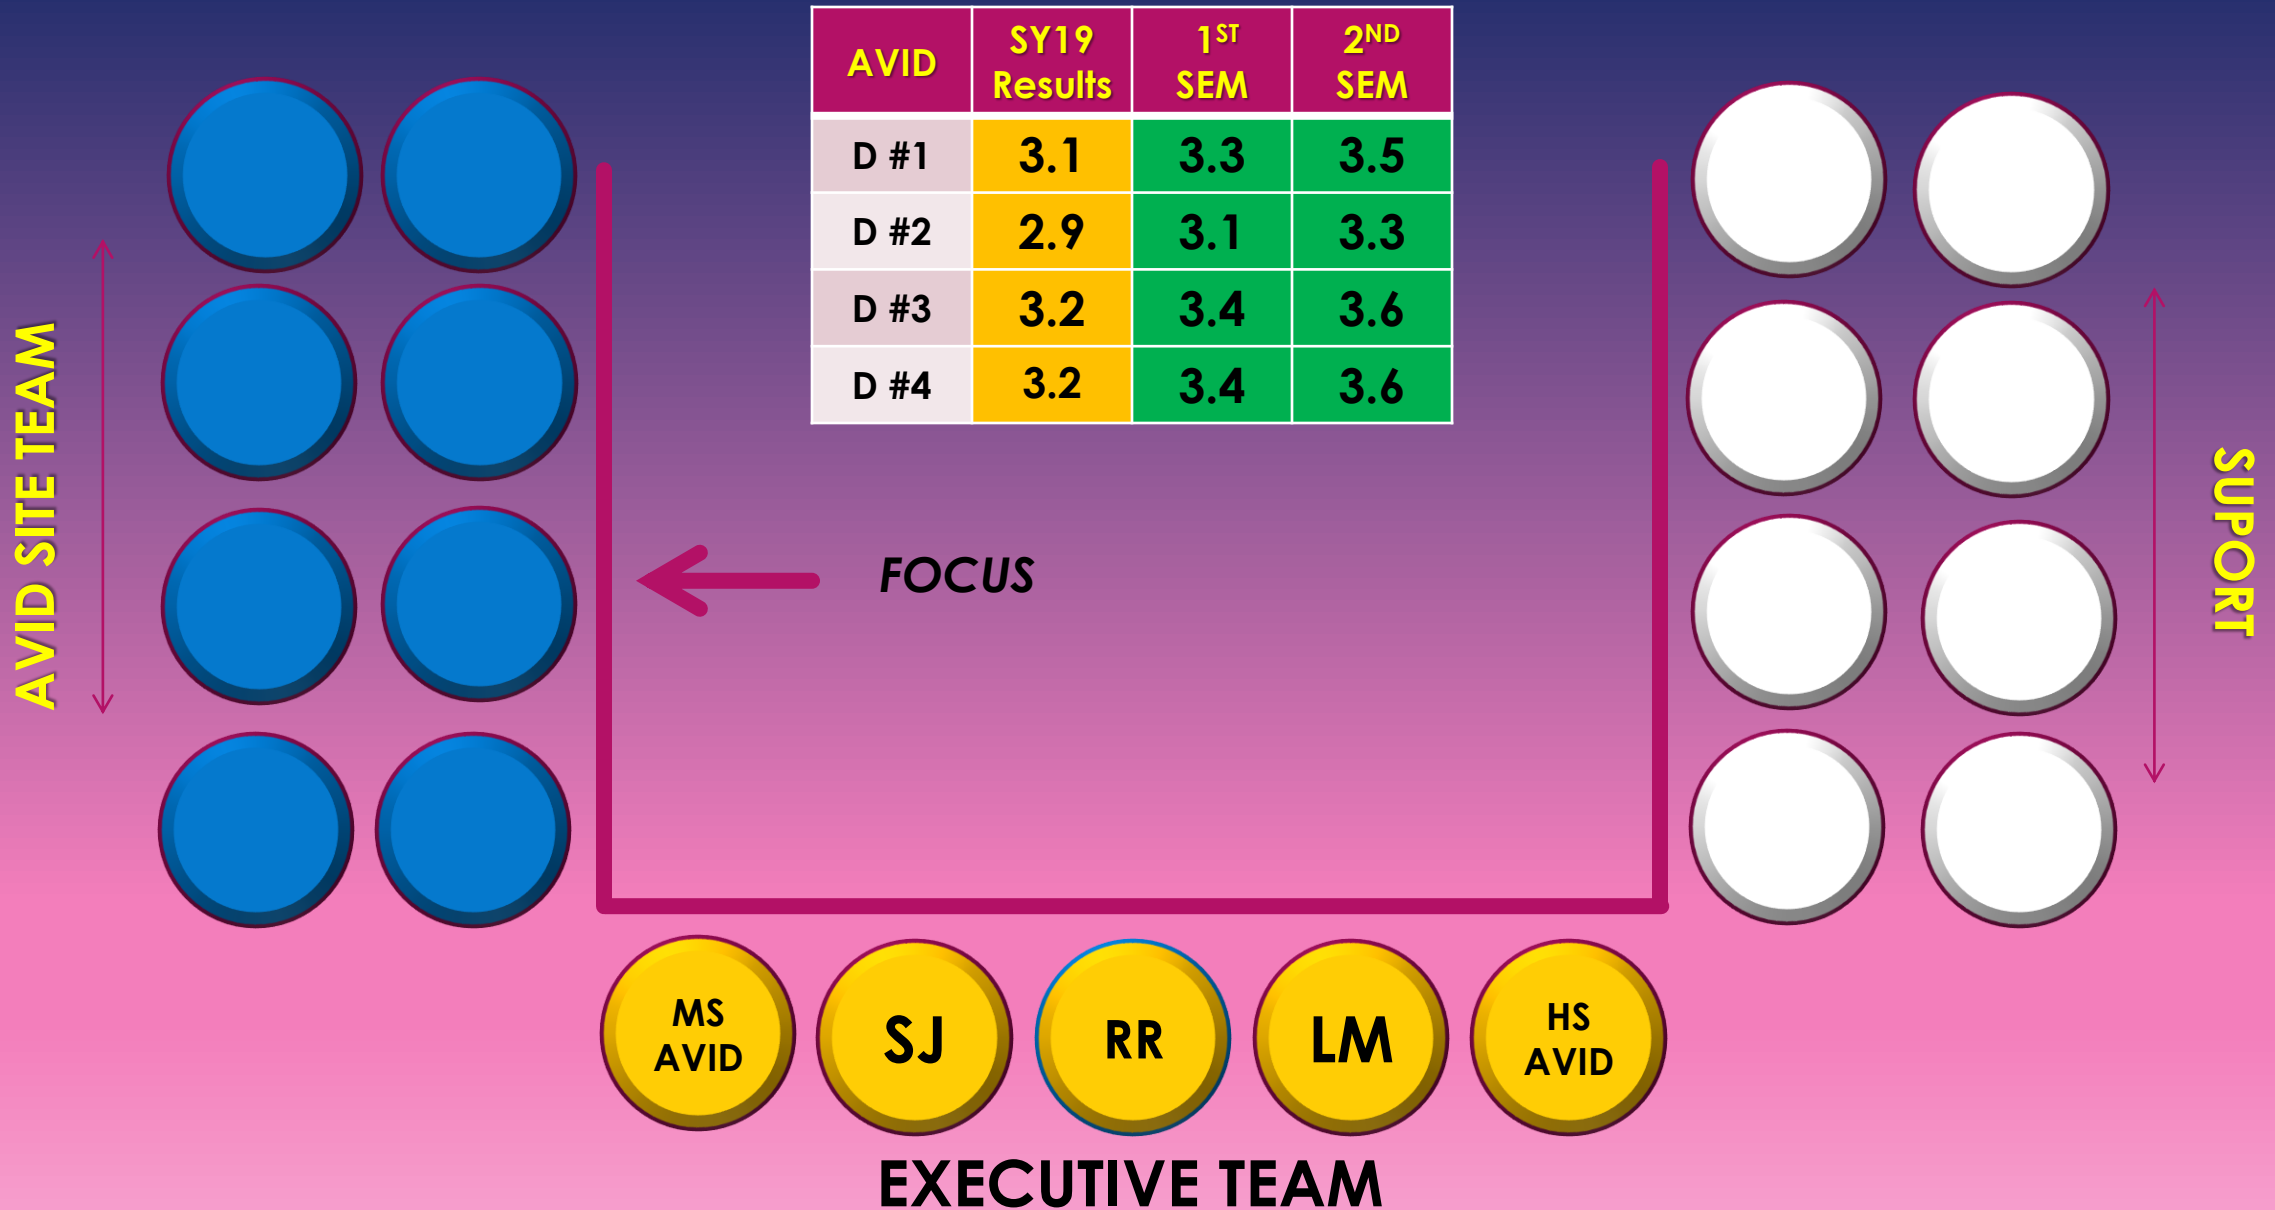 AVID SY19 Results 1ST SEM 2ND SEM
D #1 3.1 3.3 3.5
D #2 2.9 3.1 3.3
D #3 3.2 3.4 3.6
D #4 3.2 3.4 3.6
AVID SITE TEAM
FOCUS
SUPORT
MS AVID
SJ
RR
LM
HS AVID
EXECUTIVE TEAM